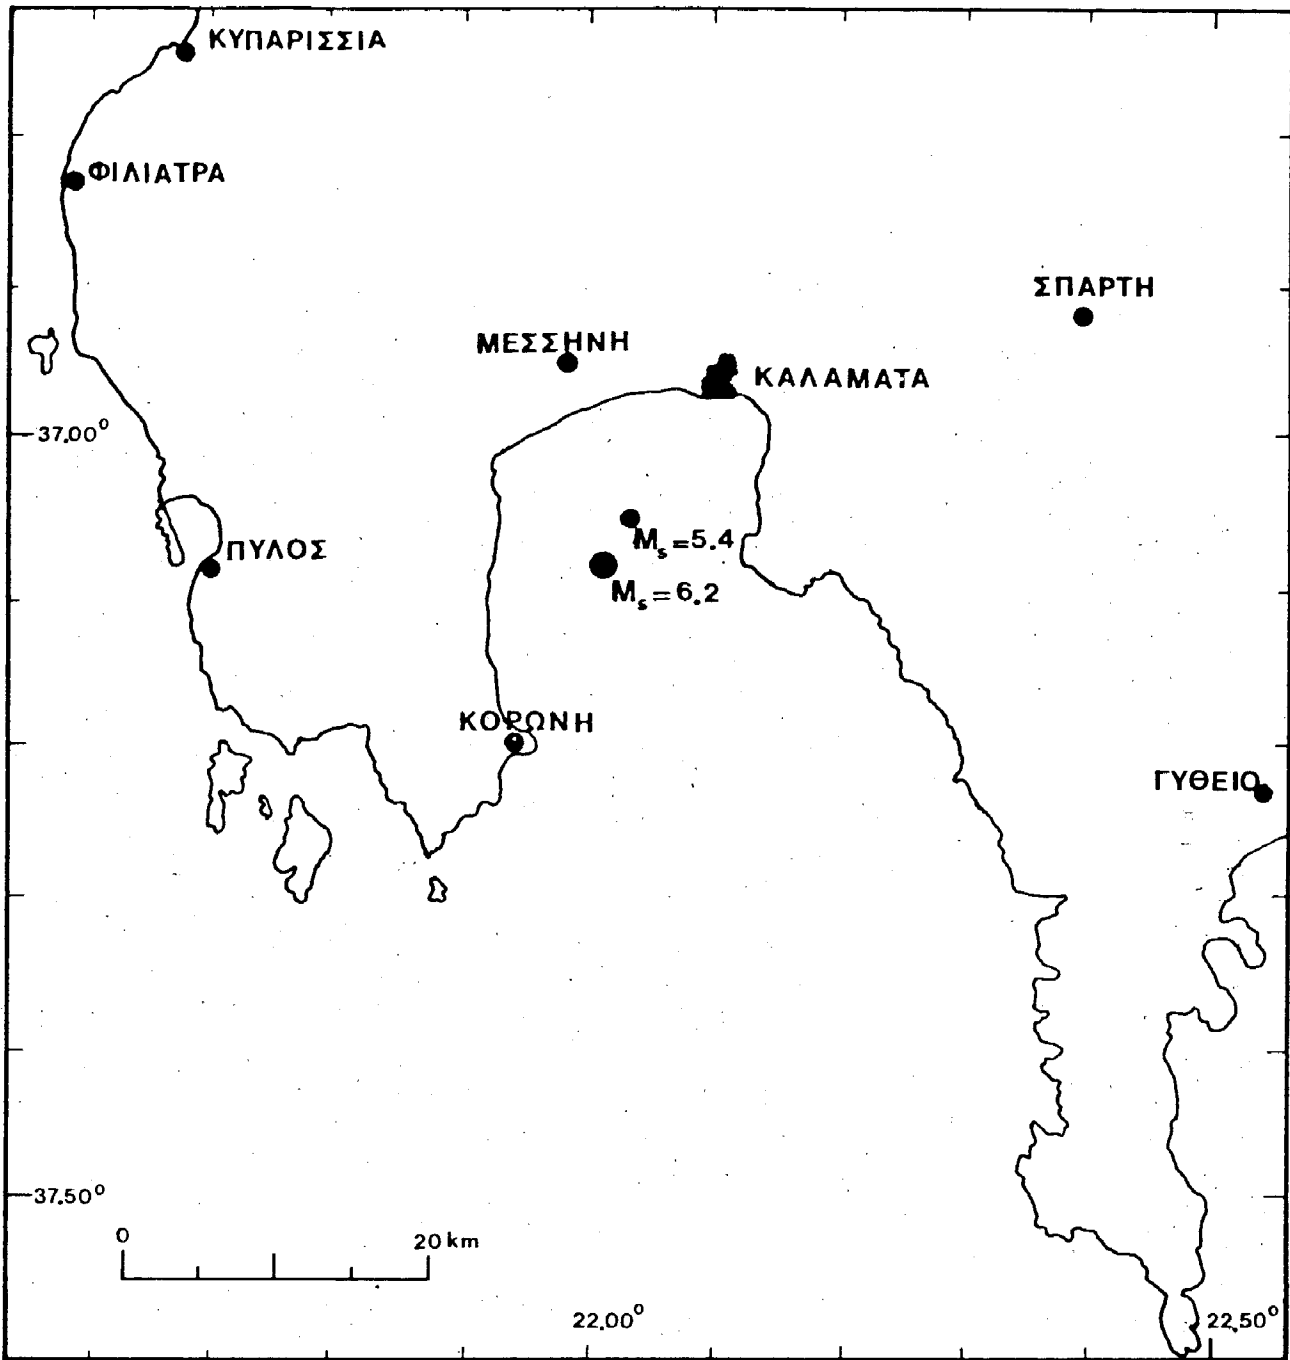 ΚΥΠΑΡΙΣΣΙΑ
ΦΙΛΙΑΤΡΑ
ΣΠΑΡΤΗ
ΜΕΣΣΗΝΗ
ΚΑΛΑΜΑΤΑ
37.00°
Ms=5.4
ΠΥΛΟΣ
Ms=6.2
ΚΟΡΩΝΗ
ΓΥΘΕΙΟ
37.50°
0 20 km
22.00° 22.50°